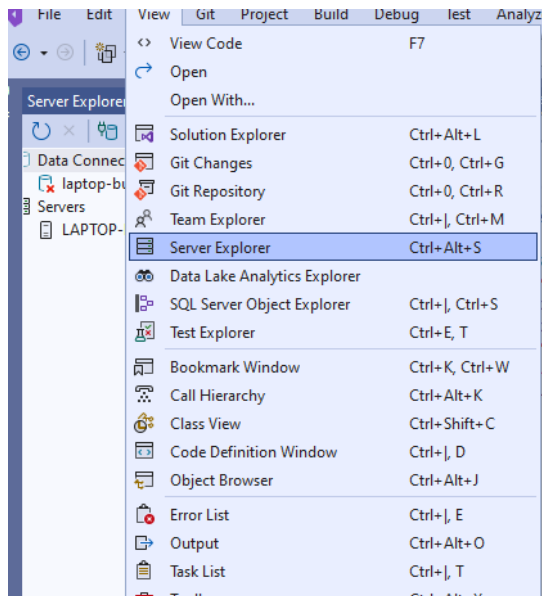 File Edit View Git Project Build Debug Test Analyz
View Code F7
Open
Open With...
Server Explorer
Solution Explorer Ctrl+Alt+L
Data Connec
Git Changes Ctrl+0, Ctrl+G
laptop-bu
Git Repository Ctrl+0, Ctrl+R
Servers
Team Explorer Ctrl+|, Ctrl+M
LAPTOP-
Server Explorer Ctrl+Alt+S
Data Lake Analytics Explorer
SQL Server Object Explorer Ctrl+|, Ctrl+S
Test Explorer Ctrl+E, T
Bookmark Window Ctrl+K, Ctrl+W
Call Hierarchy Ctrl+Alt+K
Class View Ctrl+Shift+C
Code Definition Window Ctrl+|, D
Object Browser Ctrl+Alt+J
Error List Ctrl+|, E
Output Ctrl+Alt+O
Task List Ctrl+|, T